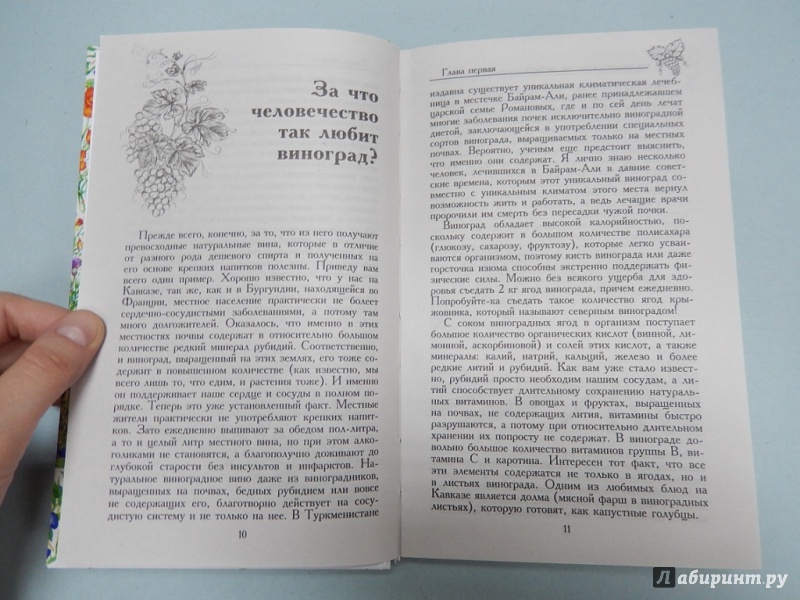 За что
человечество
так любит
виноград?
Прежде всего, конечно, за то, что из него получают
превосходные натуральные вина, которые в отличие
от разного рода дешевого спирта и полученных на
его основе крепких напитков полезны. Приведу вам
всего один пример. Хорошо известно, что у нас на
Кавказе, так же, как и в Бургундии, находящейся во
Франции, местное население практически не болеет
сердечно-сосудистыми заболеваниями, а потому там
много долгожителей. Оказалось, что именно в этих
местностях почвы содержат в относительно большом
количестве редкий минерал рубидий. Соответственно,
и виноград, выращенный на этих землях, его тоже со-
держит в повышенном количестве (как известно, мы
всего лишь то, что едим, и растения тоже). И именно
он поддерживает наше сердце и сосуды в полном по-
рядке. Теперь это уже установленный факт. Местные
жители практически не употребляют крепких напит-
ков. Зато ежедневно выпивают за обедом пол-литра,
а то и целый литр местного вина, но при этом алко-
голиками не становятся, а благополучно доживают до
глубокой старости без инсультов и инфарктов. На-
туральное виноградное вино даже из виноградников,
выращенных на почвах, бедных рубидием или вовсе
не содержащих его, благотворно действует на сосу-
дистую систему и не только на нее. В Туркменистане
10
Глава первая
издавна существует уникальная климатическая лечеб-
ница в местечке Байрам-Али, ранее принадлежавшем
царской семье Романовых, где и по сей день лечат
многие заболевания почек исключительно виноградной
диетой, заключающейся в употреблении специальных
сортов винограда, выращиваемых только на местных
почвах. Вероятно, ученым еще предстоит выяснить,
что именно они содержат. Я лично знаю несколько
человек, лечившихся в Байрам-Али в давние совет-
ские времена, которым этот уникальный виноград со-
вместно с уникальным климатом этого места вернул
возможность жить и работать, а ведь лечащие врачи
пророчили им смерть без пересадки чужой почки.
Виноград обладает высокой калорийностью, по-
скольку содержит в большом количестве полисахара
(глюкозу, сахарозу, фруктозу), которые легко усваи-
ваются организмом, поэтому кисть винограда или даже
горсточка изюма способны экстренно поддержать фи-
зические силы. Можно без всякого ущерба для здо-
ровья съедать 2 кг ягод винограда, причем ежедневно.
Попробуйте-ка съедать такое количество ягод кры-
жовника, который называют северным виноградом!
С соком виноградных ягод в организм поступает
большое количество органических кислот (винной, ли-
монной, аскорбиновой) и солей этих кислот, а также
минералы: калий, натрий, кальций, железо и более
редкие литий и рубидий. Как вам уже стало извест-
но, рубидий просто необходим нашим сосудам, а ли-
тий способствует длительному сохранению натураль-
ных витаминов. В овощах и фруктах, выращенных
на почвах, не содержащих лития, витамины быстро
разрушаются, а потому при относительно длительном
хранении их попросту не содержат. В винограде до-
вольно большое количество витаминов группы В, вита-
мина С и каротина. Интересен тот факт, что все
эти элементы содержатся не только в ягодах, но и
в листьях винограда. Одним из любимых блюд на
Кавказе является долма (мясной фарш в виноградных
листьях), которую готовят, как капустные голубцы.
11
Лабиринт.ру